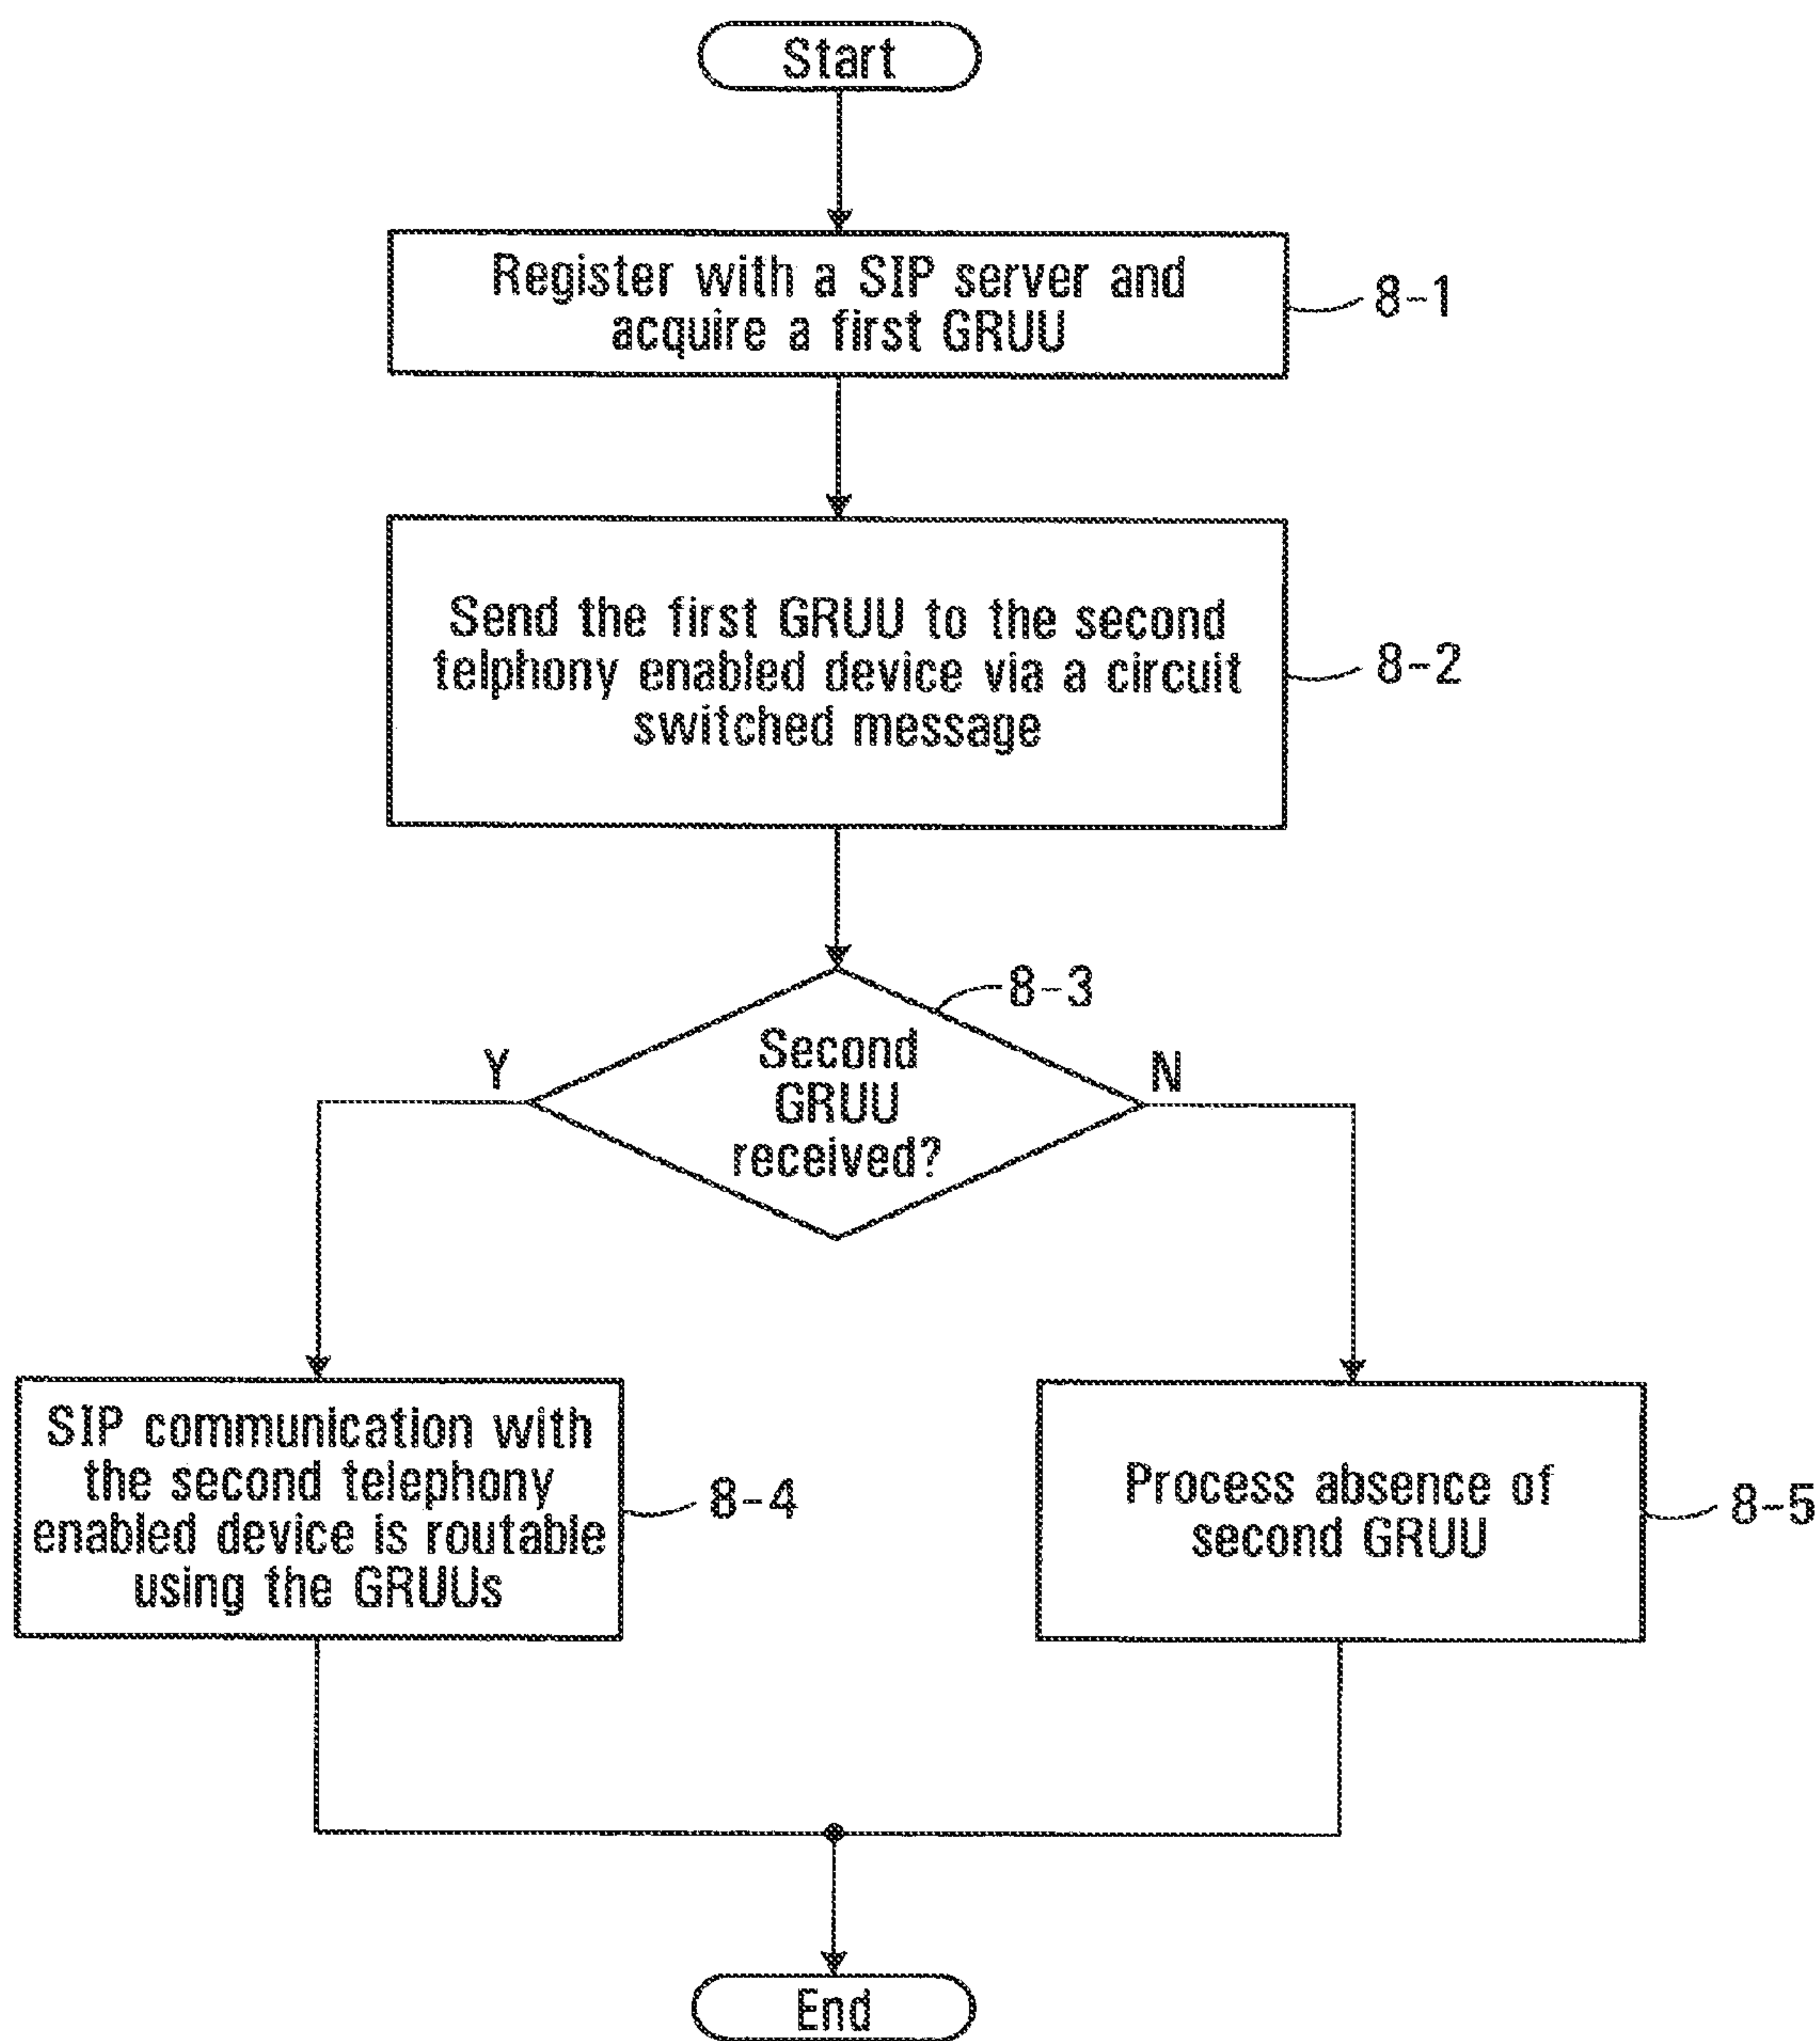 Start
Register with a SIP server and
acquire a first GRUU
8-1
Send the first GRUU to the second
telphony enabled device via a circuit
switched message
8-2
8-3
Second
GRUU
received?
Y
N
SIP communication with
the second telephony
enabled device is routable
using the GRUUs
8-4
Process absence of
second GRUU
8-5
End